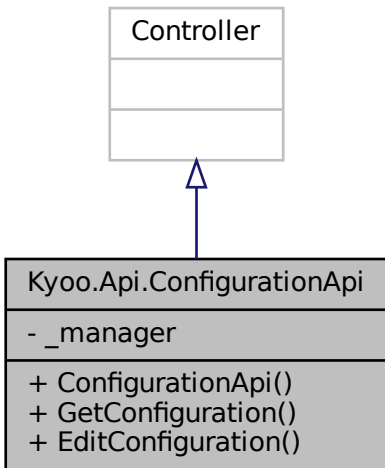 Controller
Kyoo.Api.ConfigurationApi
- _manager
+ ConfigurationApi()
+ GetConfiguration()
+ EditConfiguration()